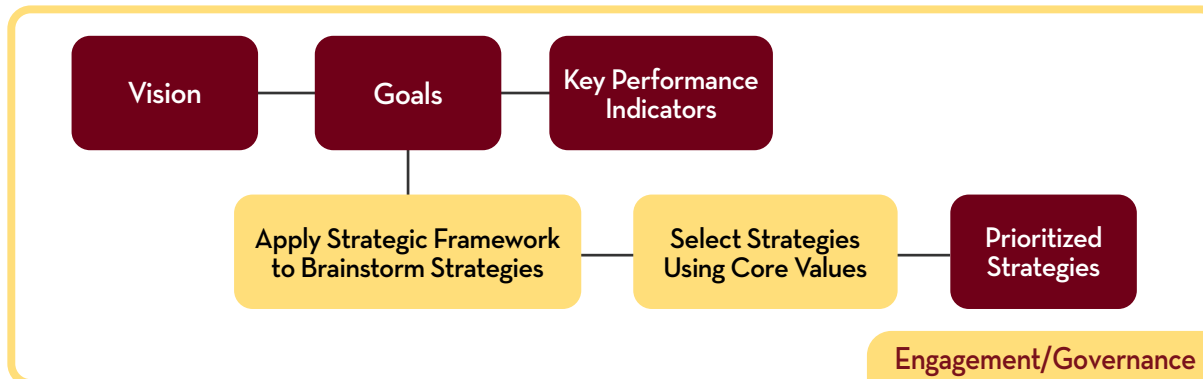 Vision
Goals
Key Performance
Indicators
Apply Strategic Framework
to Brainstorm Strategies
Select Strategies
Using Core Values
Prioritized
Strategies
Engagement/Governance